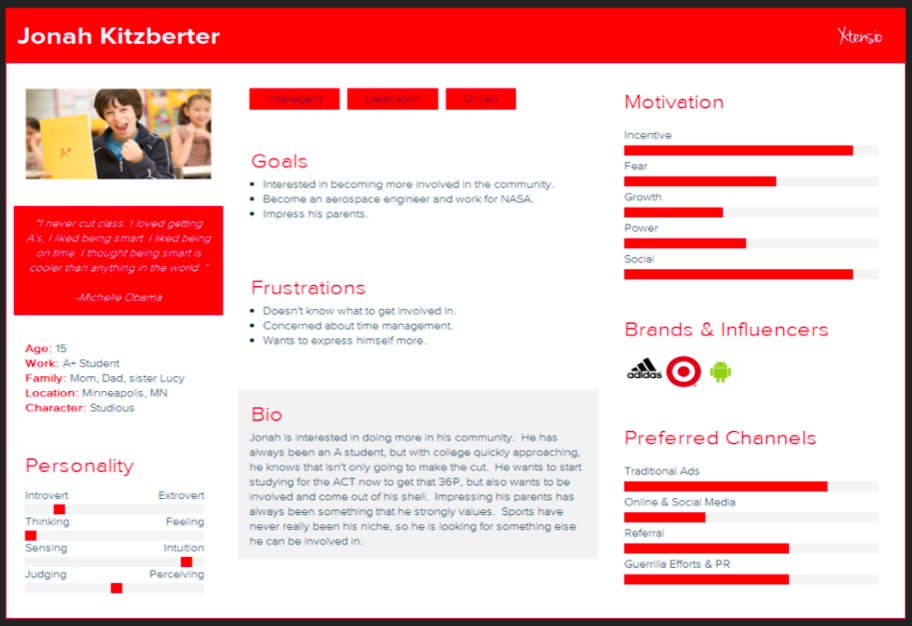 Jonah Kitzberter
Xtensio
A+
"I never cut class. I loved getting
A's, I liked being smart. I liked being
on time. I thought being smart is
cooler than anything in the world. "
-Michelle Obama
Age: 15
Work: A+ Student
Family: Mom, Dad, sister Lucy
Location: Minneapolis, MN
Character: Studious
Personality
Introvert Extrovert
Thinking Feeling
Sensing Intuition
Judging Perceiving
Intellegent Dedication Driven
Goals
Interested in becoming more involved in the community.
Become an aerospace engineer and work for NASA.
Impress his parents.
Frustrations
Doesn't know what to get involved in.
Concerned about time management.
Wants to express himself more.
Bio
Jonah is interested in doing more in his community. He has
always been an A student, but with college quickly approaching,
he knows that isn't only going to make the cut. He wants to start
studying for the ACT now to get that 36P, but also wants to be
involved and come out of his shell. Impressing his parents has
always been something that he strongly values. Sports have
never really been his niche, so he is looking for something else
he can be involved in.
Motivation
Incentive
Fear
Growth
Power
Social
Brands & Influencers
adidas
Preferred Channels
Traditional Ads
Online & Social Media
Referral
Guerrilla Efforts & PR